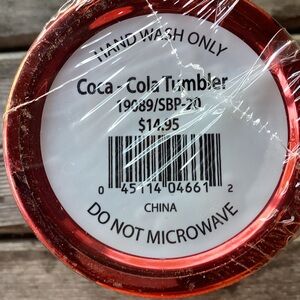 HAND WASH ONLY
Coca - Cola Tumbler
19089/SBP-20
$14.95
0 45114 04661 2
CHINA
DO NOT MICROWAVE